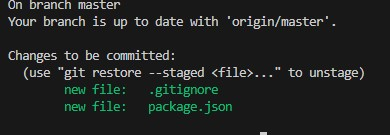 On branch master
Your branch is up to date with 'origin/master'.

Changes to be committed:
  (use "git restore --staged <file>..." to unstage)
        new file:   .gitignore
        new file:   package.json